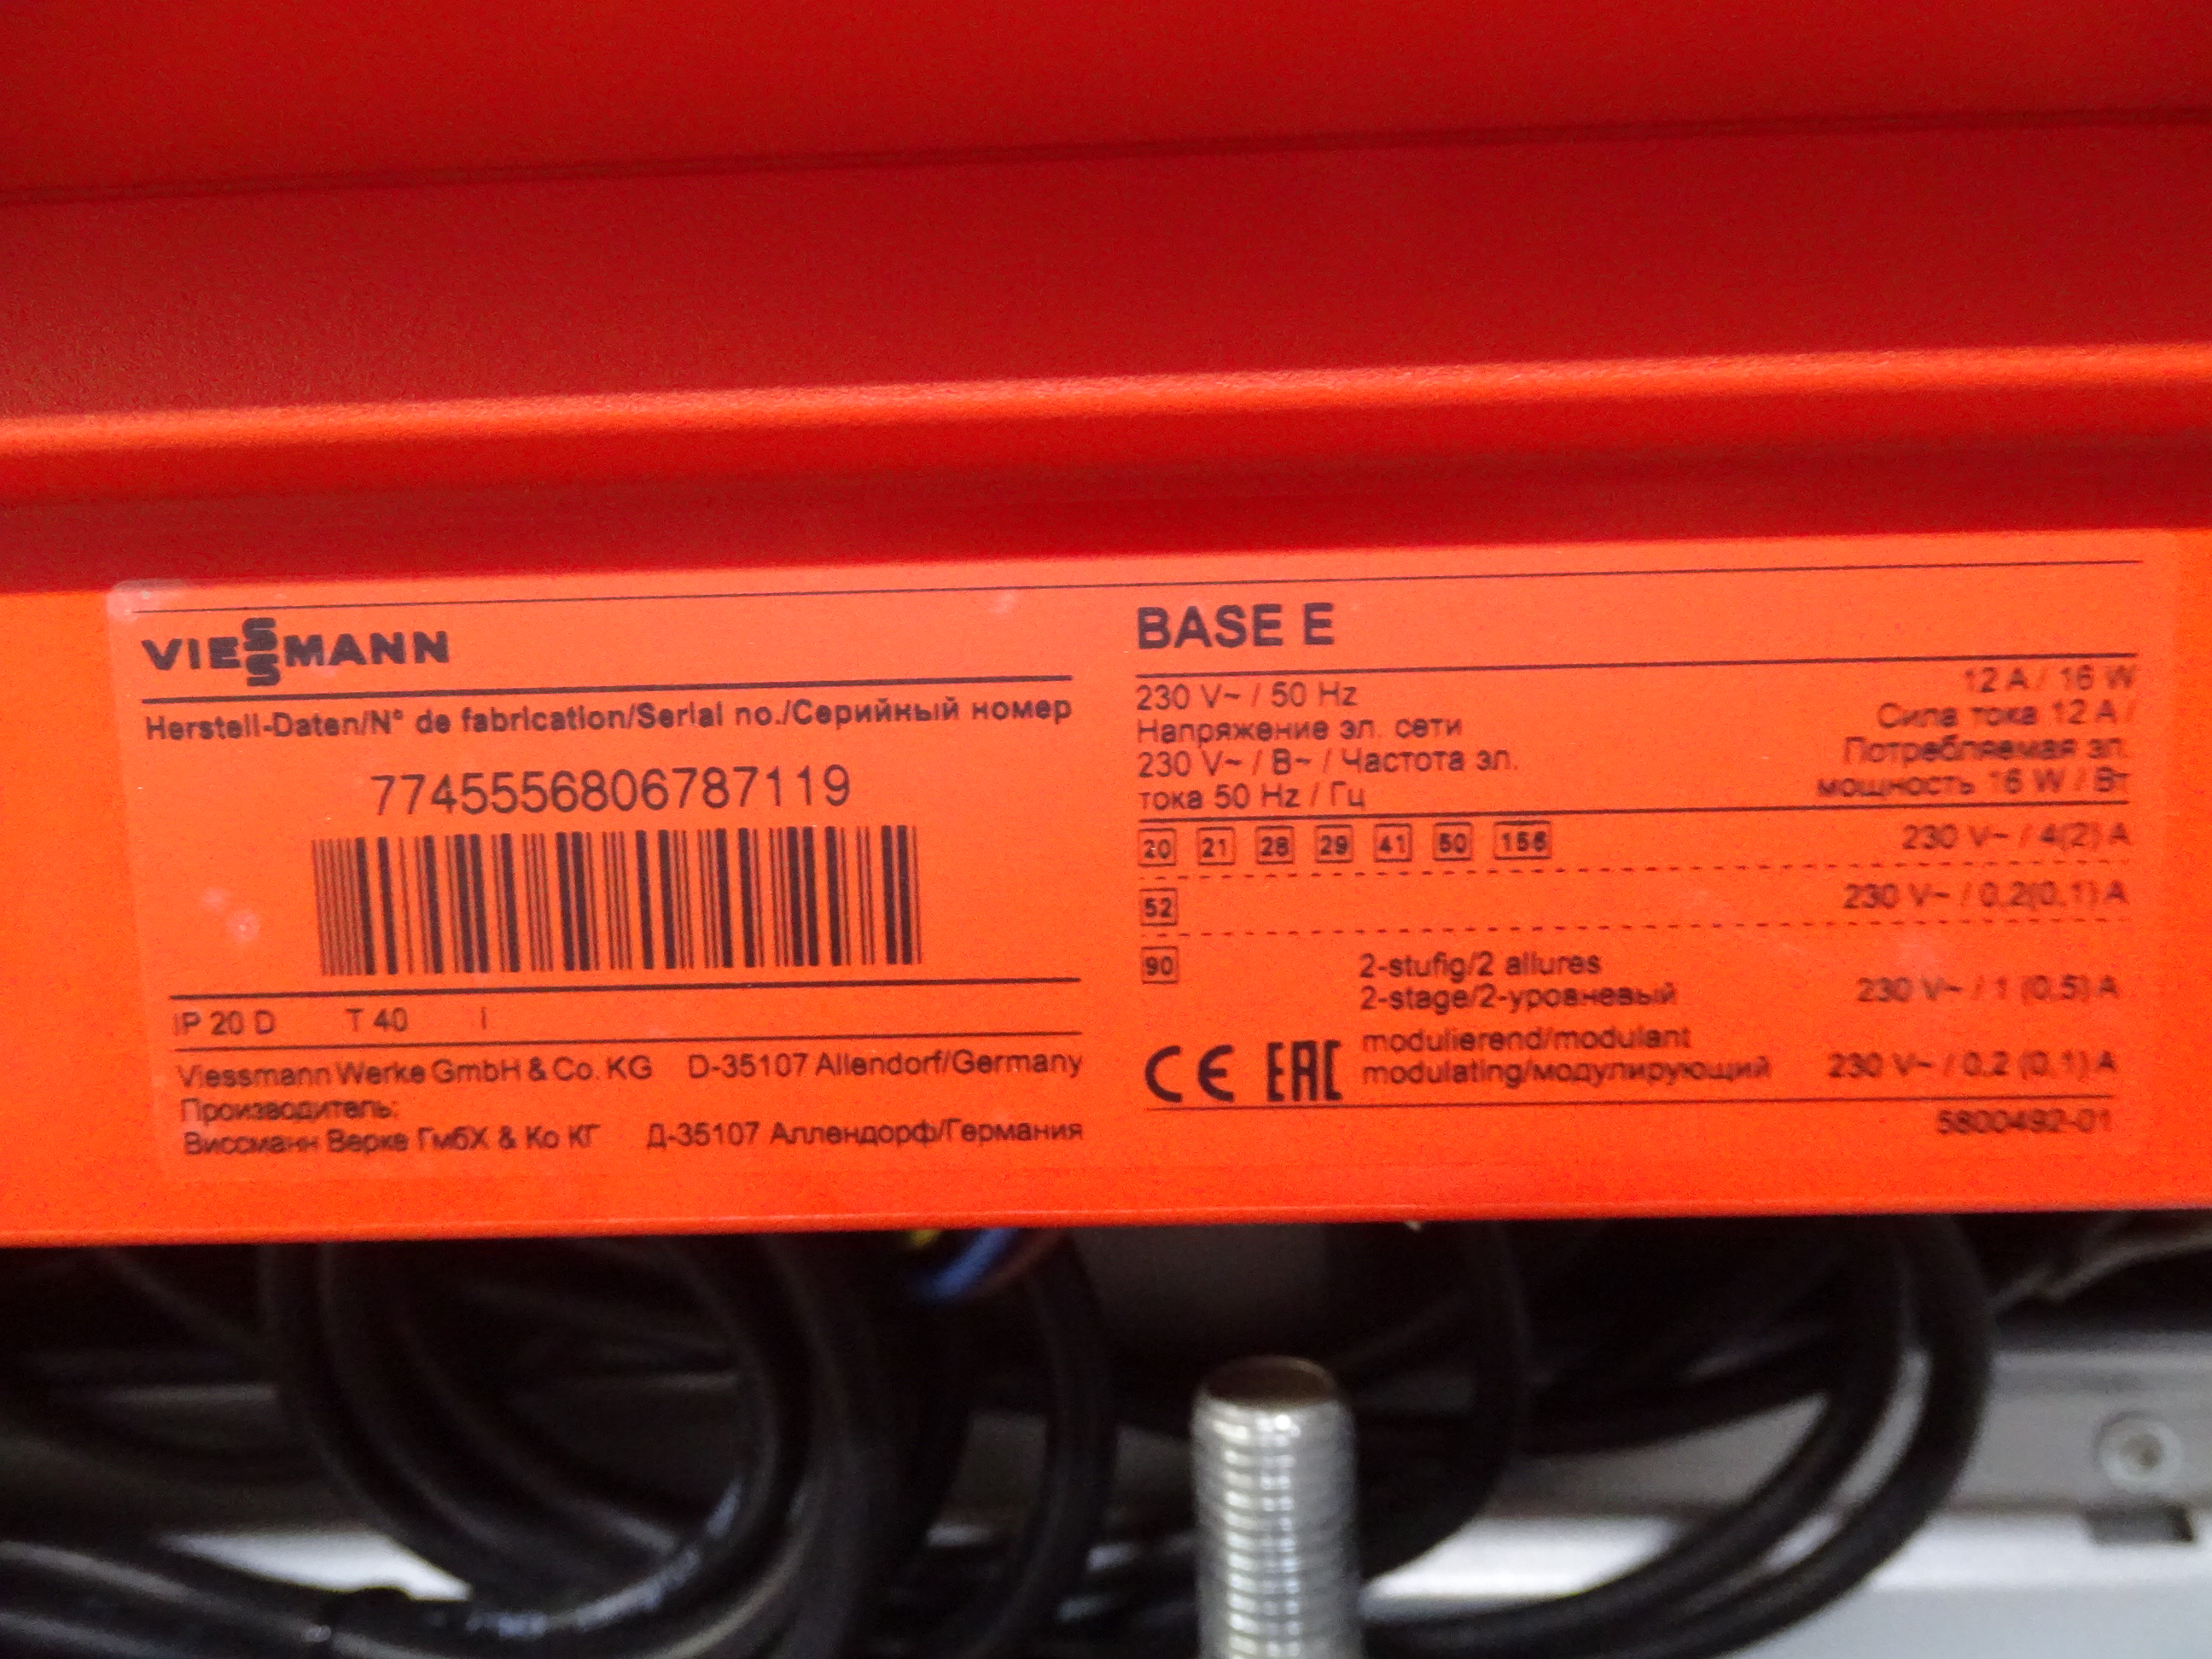 VIESSMANN
Herstell-Daten/N° de fabrication/Serial no./Серийный номер
7745556806787119
IP 20 D T 40 I
Viessmann Werke GmbH & Co. KG D-35107 Allendorf/Germany
Производитель:
Виссманн Верке ГмбХ & Ко КГ Д-35107 Аллендорф/Германия
BASE E
230 V~ / 50 Hz 12 A / 16 W
Напряжение эл. сети Сила тока 12 A /
230 V~ / В~ / Частота эл. Потребляемая эл.
тока 50 Hz / Гц мощность 16 W / Вт
20 21 28 29 41 50 156 230 V~ / 4(2) A
52 230 V~ / 0,2(0,1) A
90 2-stufig/2 allures
2-stage/2-уровневый 230 V~ / 1 (0,5) A
modulierend/modulant
CE EAC modulating/модулирующий 230 V~ / 0,2 (0,1) A
5800492-01